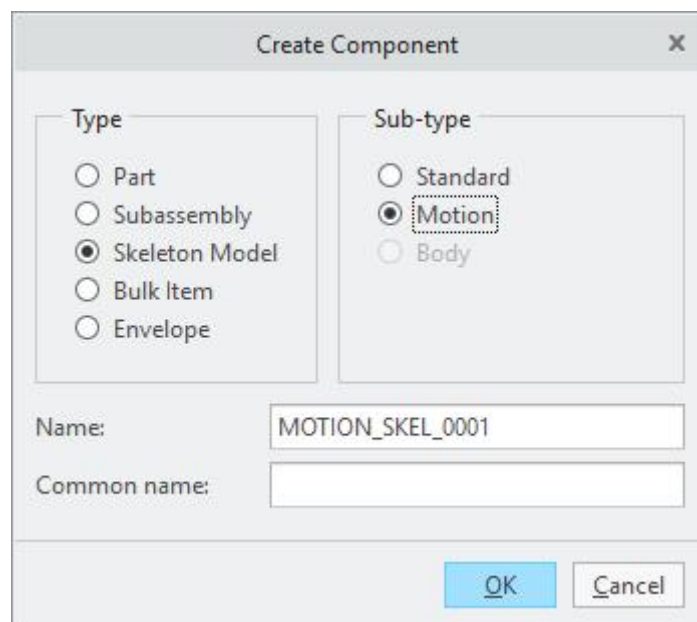 Create Component
Type
Part
Subassembly
Skeleton Model
Bulk Item
Envelope
Sub-type
Standard
Motion
Body
Name:
MOTION_SKEL_0001
Common name:
OK
Cancel